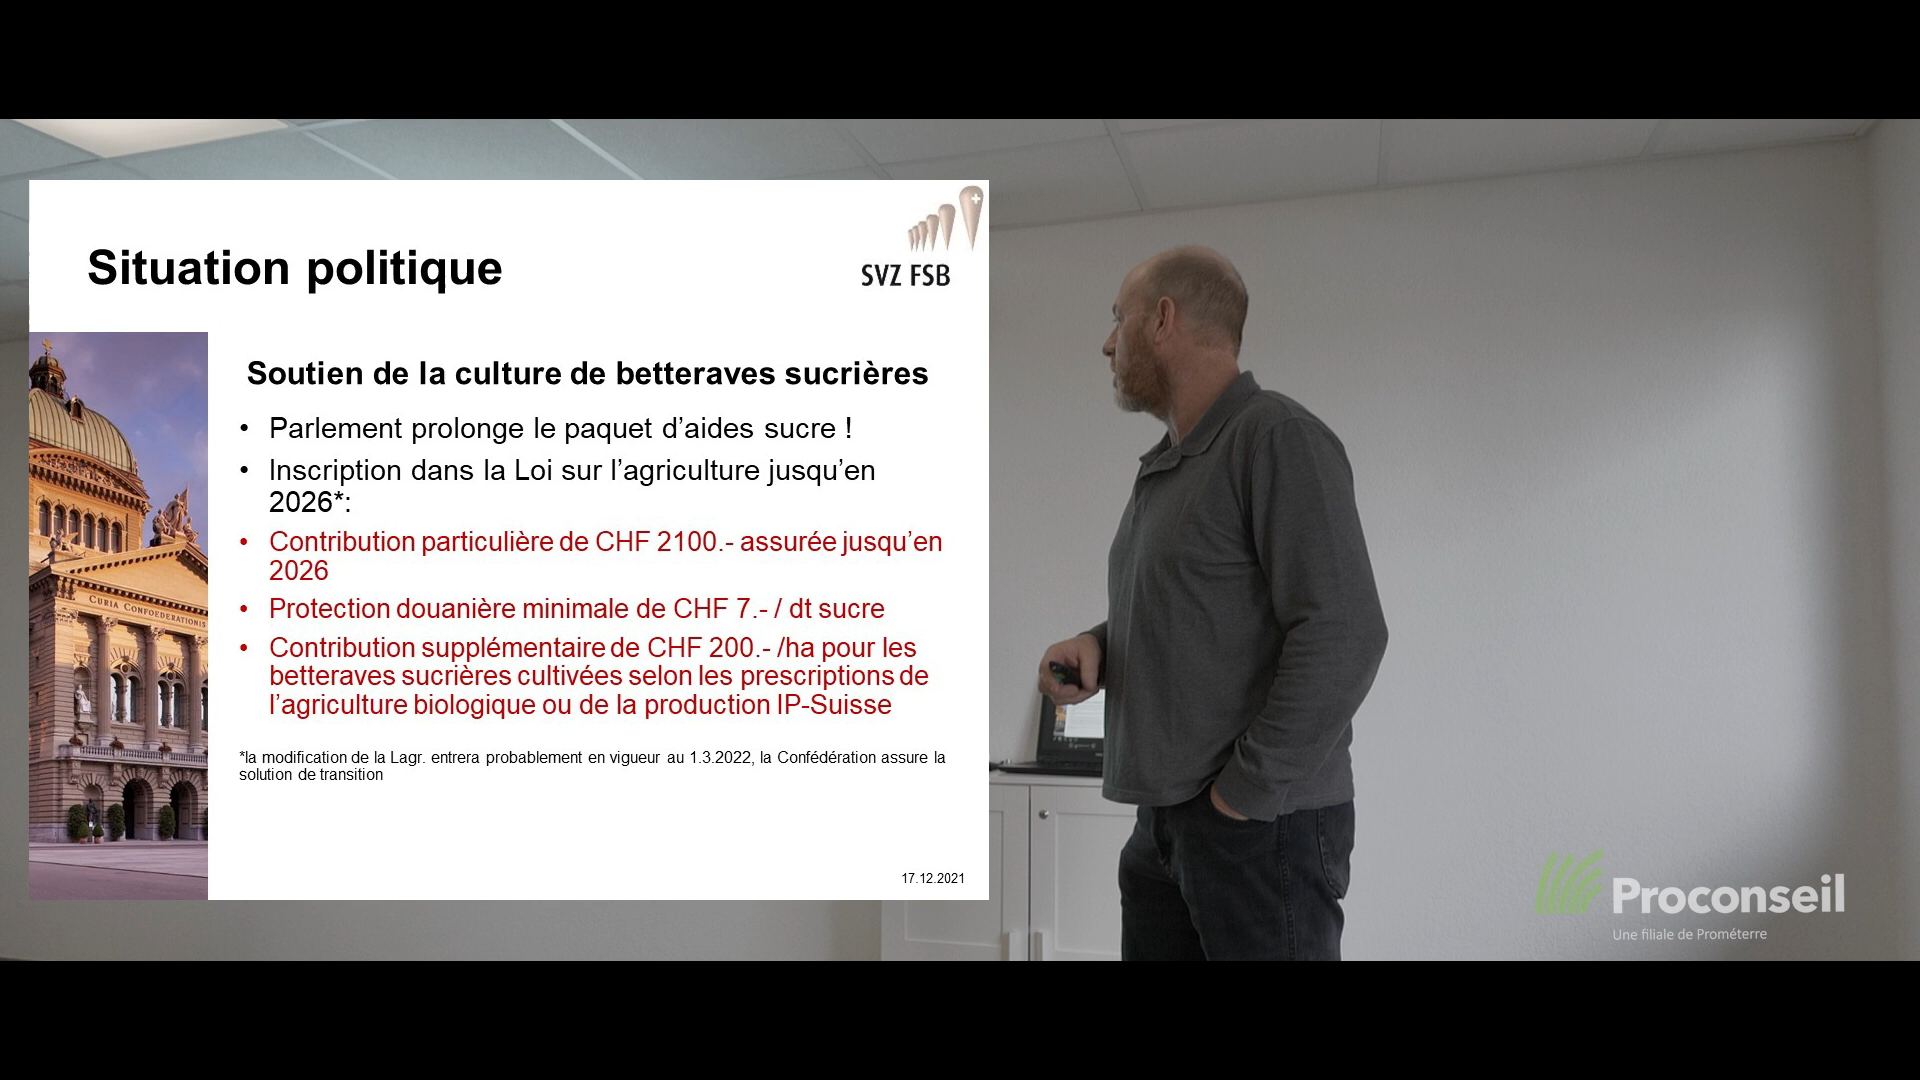 Situation politique
SVZ FSB
Soutien de la culture de betteraves sucrières
• Parlement prolonge le paquet d’aides sucre !
• Inscription dans la Loi sur l’agriculture jusqu’en
2026*:
• Contribution particulière de CHF 2100.- assurée jusqu’en
2026
• Protection douanière minimale de CHF 7.- / dt sucre
• Contribution supplémentaire de CHF 200.- /ha pour les
betteraves sucrières cultivées selon les prescriptions de
l’agriculture biologique ou de la production IP-Suisse
*la modification de la Lagr. entrera probablement en vigueur au 1.3.2022, la Confédération assure la
solution de transition
17.12.2021
CURIA CONFOEDERATIONIS
Proconseil
Une filiale de Prométerre